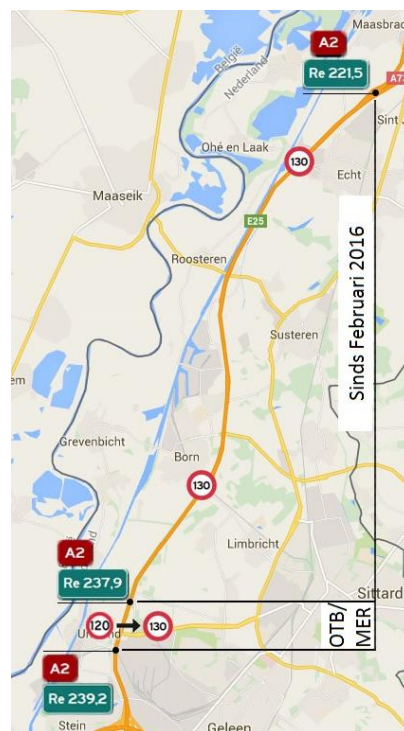 Maasbrac
A2
België
Nederland
Re 221,5
A73
Sint J
Ohé en Laak
130
Echt
Maaseik
E25
Roosteren
Sinds Februari 2016
Susteren
em
Grevenbicht
Born
130
Limbricht
A2
Re 237,9
Sittard
120
130
OTB/
MER
A2
Re 239,2
Stein
Geleen